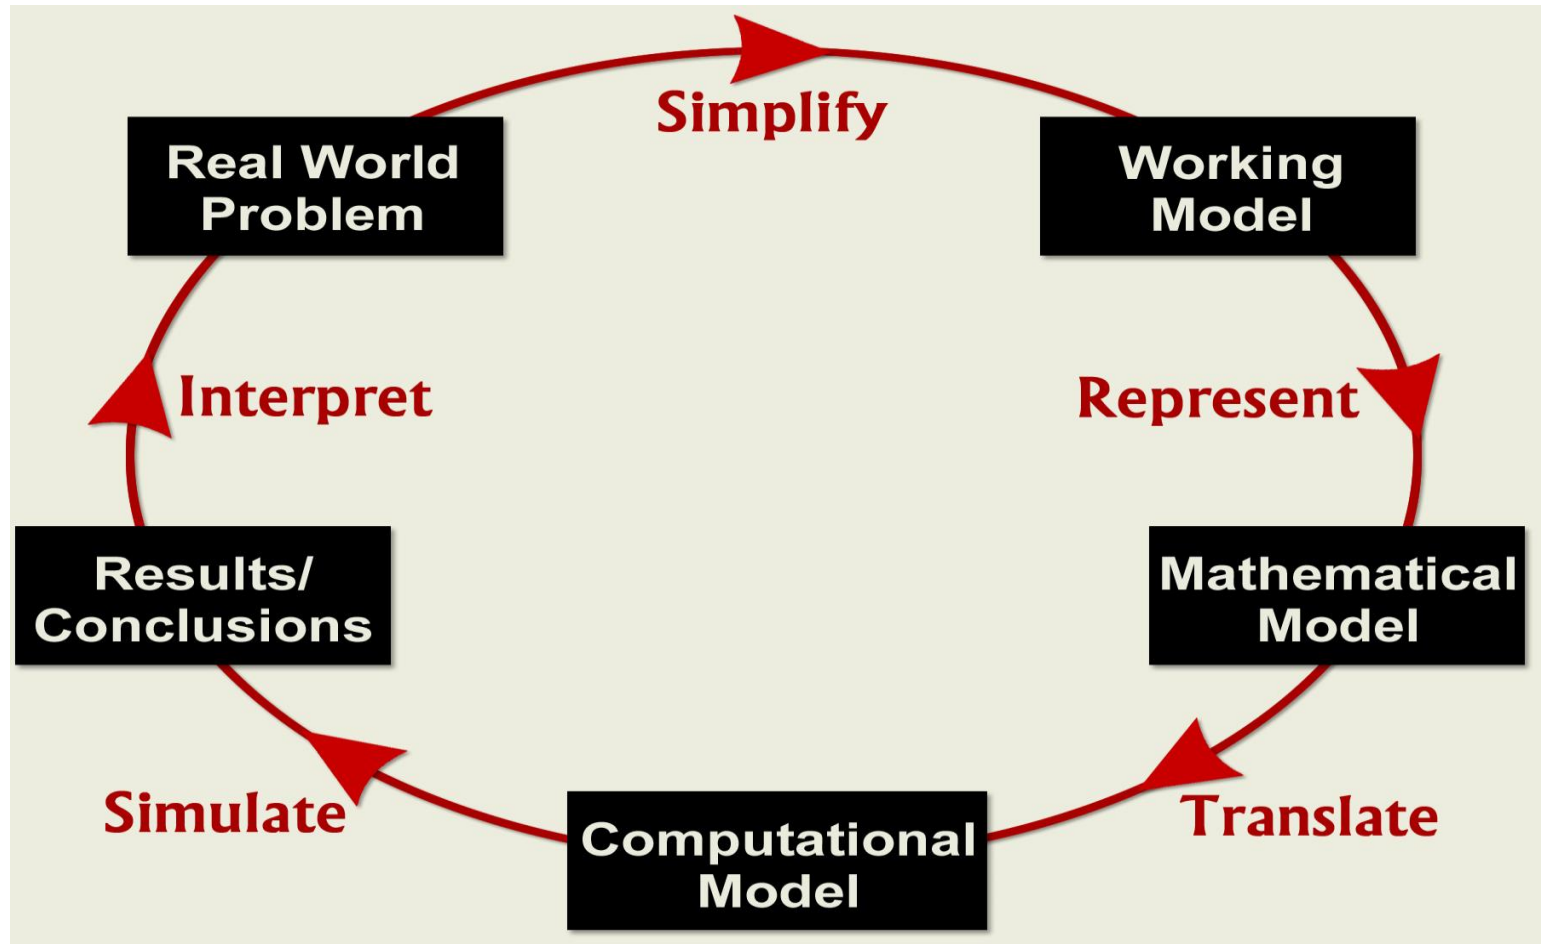 Simplify
Real World
Problem
Working
Model
Interpret
Represent
Results/
Conclusions
Mathematical
Model
Simulate
Translate
Computational
Model